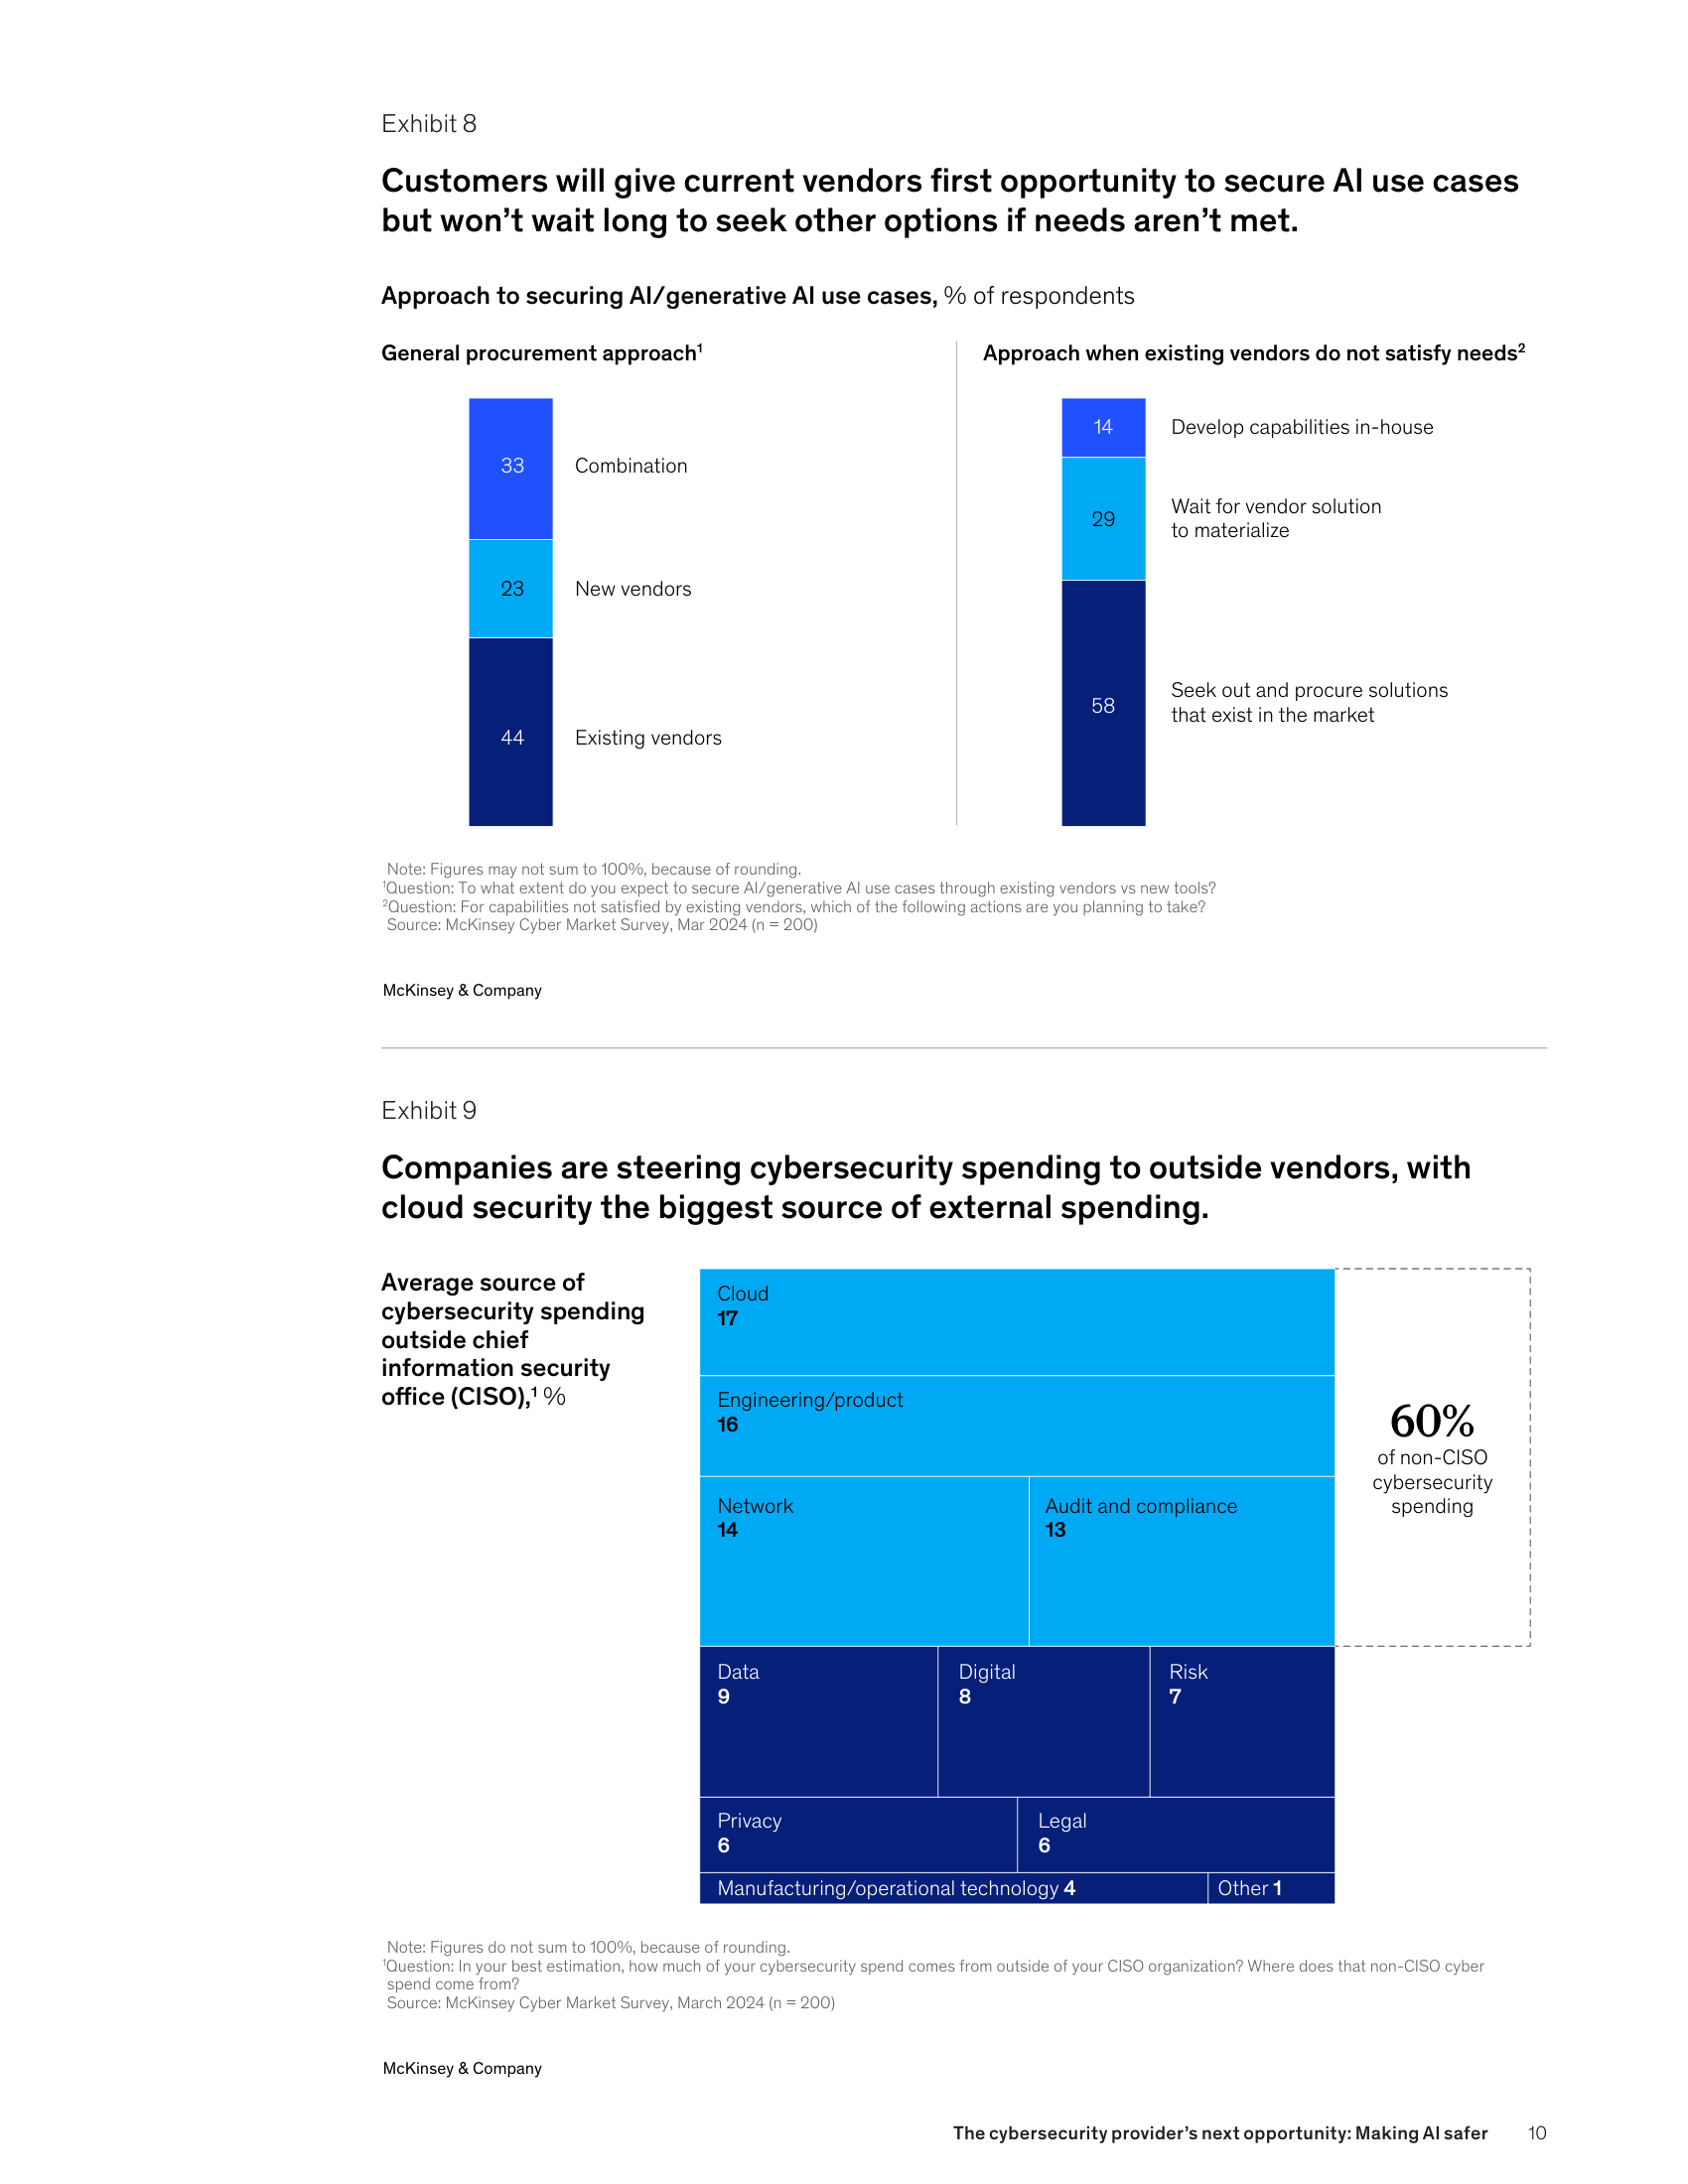 Exhibit 8
Customers will give current vendors first opportunity to secure AI use cases
but won’t wait long to seek other options if needs aren’t met.
Approach to securing AI/generative AI use cases, % of respondents
General procurement approach¹
33
Combination
23
New vendors
44
Existing vendors
Approach when existing vendors do not satisfy needs²
14
Develop capabilities in-house
29
Wait for vendor solution
to materialize
58
Seek out and procure solutions
that exist in the market
Note: Figures may not sum to 100%, because of rounding.
¹Question: To what extent do you expect to secure AI/generative AI use cases through existing vendors vs new tools?
²Question: For capabilities not satisfied by existing vendors, which of the following actions are you planning to take?
Source: McKinsey Cyber Market Survey, Mar 2024 (n = 200)
McKinsey & Company
Exhibit 9
Companies are steering cybersecurity spending to outside vendors, with
cloud security the biggest source of external spending.
Average source of
cybersecurity spending
outside chief
information security
office (CISO),¹ %
Cloud
17
Engineering/product
16
Network
14
Audit and compliance
13
60%
of non-CISO
cybersecurity
spending
Data
9
Digital
8
Risk
7
Privacy
6
Legal
6
Manufacturing/operational technology 4
Other 1
Note: Figures do not sum to 100%, because of rounding.
¹Question: In your best estimation, how much of your cybersecurity spend comes from outside of your CISO organization? Where does that non-CISO cyber
spend come from?
Source: McKinsey Cyber Market Survey, March 2024 (n = 200)
McKinsey & Company
The cybersecurity provider’s next opportunity: Making AI safer 10